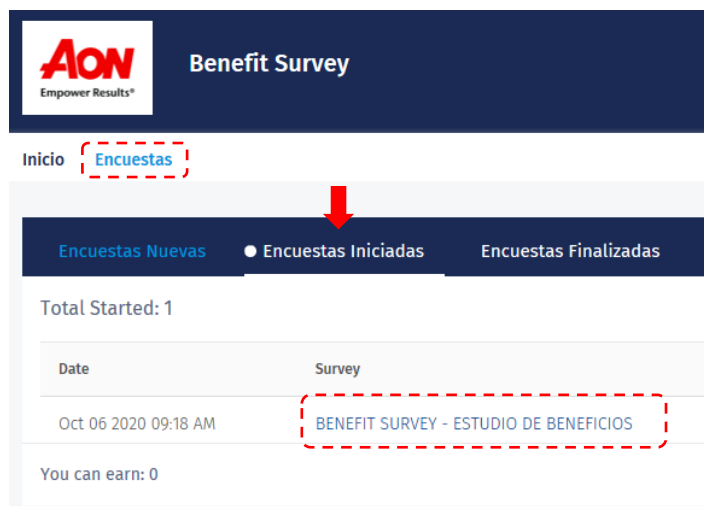 AON
Empower Results®
Benefit Survey
Inicio Encuestas
Encuestas Nuevas Encuestas Iniciadas Encuestas Finalizadas
Total Started: 1
Date Survey
Oct 06 2020 09:18 AM BENEFIT SURVEY - ESTUDIO DE BENEFICIOS
You can earn: 0